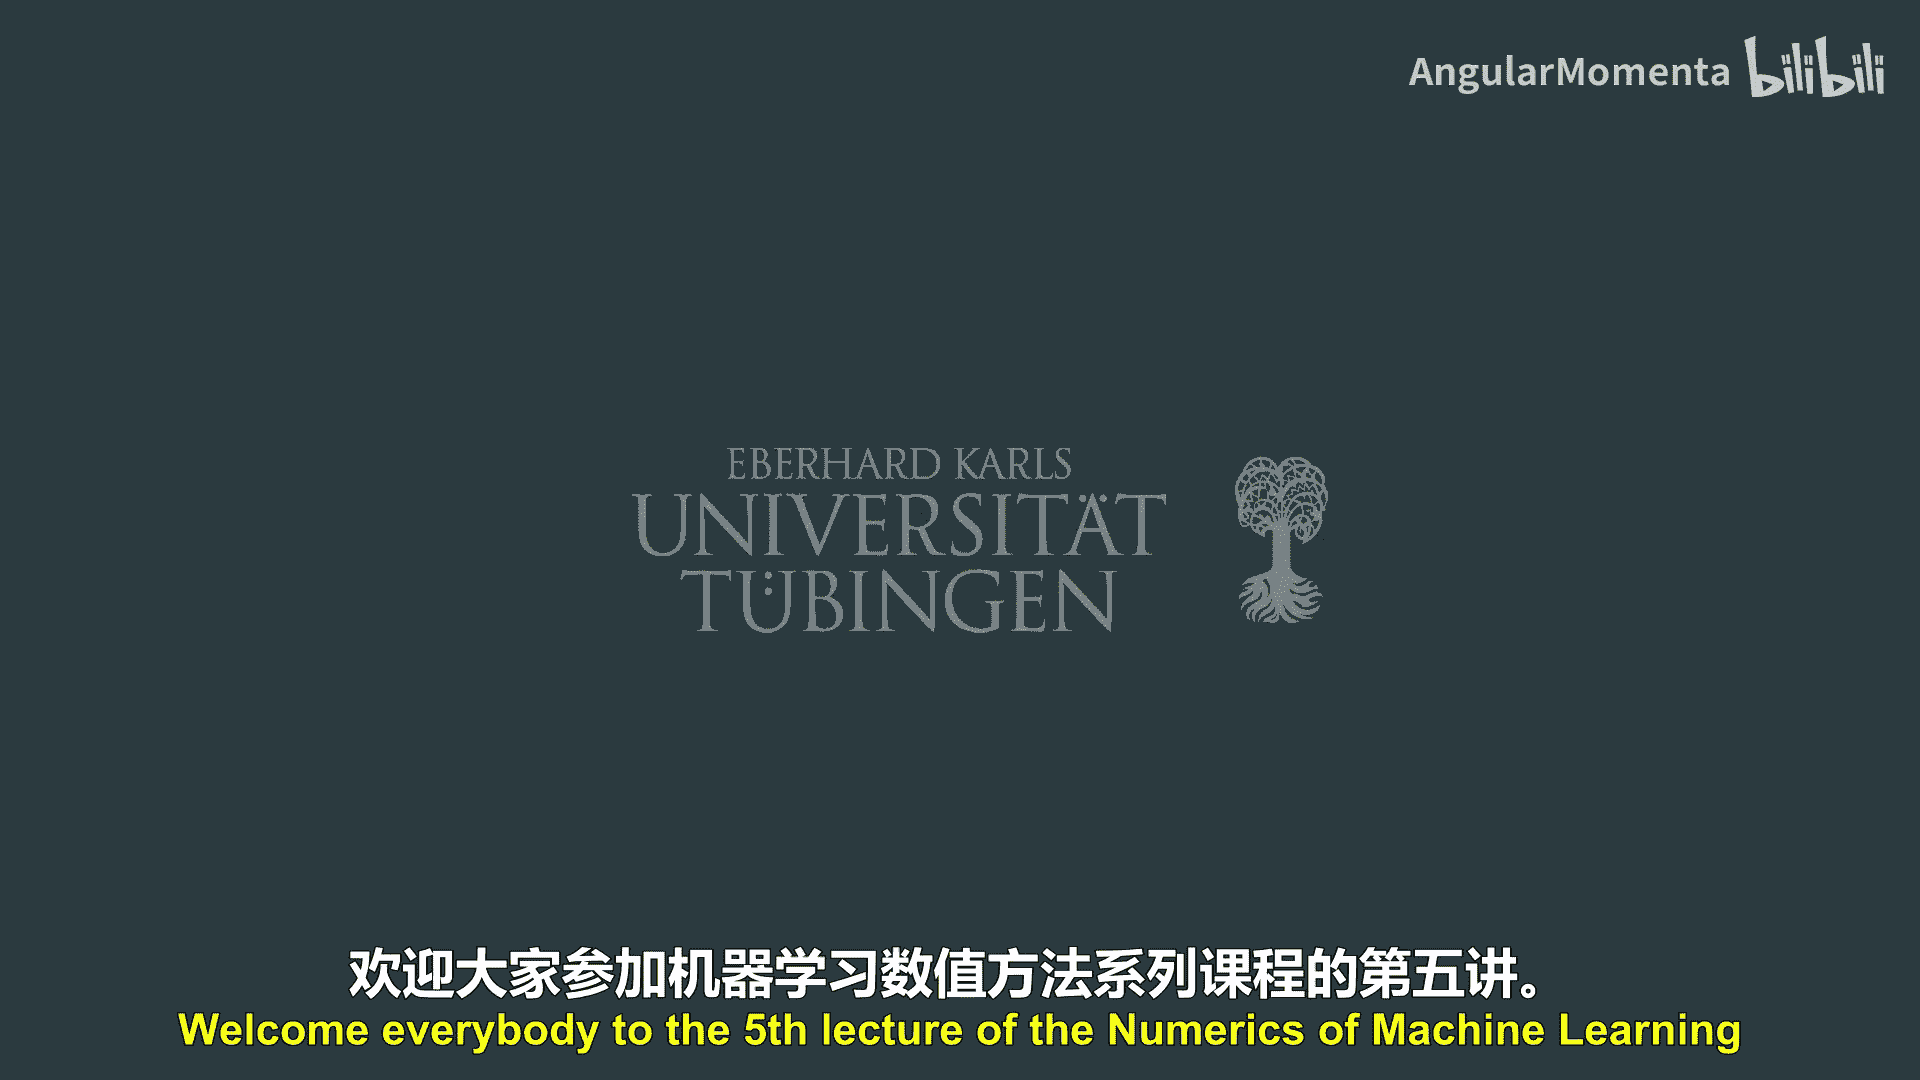 AngularMomenta bilibili
EBERHARD KARLS
UNIVERSITÄT
TÜBINGEN
欢迎大家参加机器学习数值方法系列课程的第五讲。
Welcome everybody to the 5th lecture of the Numerics of Machine Learning